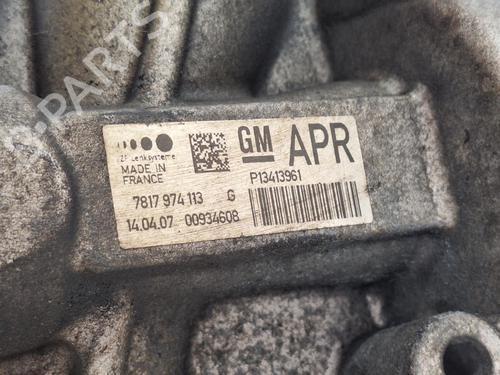 ZF Lenksysteme
MADE IN
FRANCE
GM APR
P13413961
7817 974 113 G
14.04.07 00934608
B-PARTS